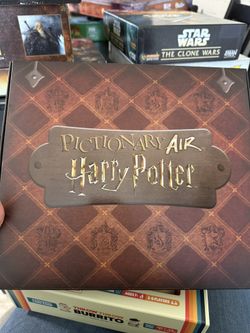 STAR WARS
THE CLONE WARS
PICTIONARY AIR
Harry Potter
BURRITO